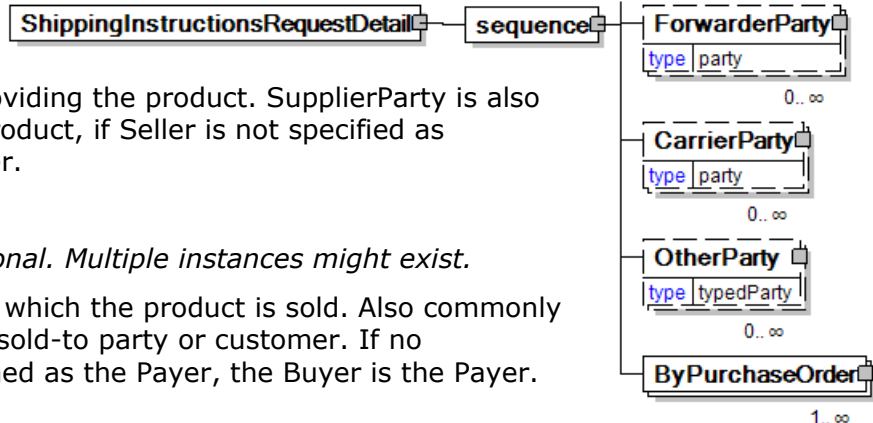 ShippingInstructionsRequestDetail
sequence
ForwarderParty
type party
0.. ∞
oviding the product. SupplierParty is also
roduct, if Seller is not specified as
r.
CarrierParty
type party
0.. ∞
onal. Multiple instances might exist.
OtherParty
type typedParty
0.. ∞
which the product is sold. Also commonly
sold-to party or customer. If no
ned as the Payer, the Buyer is the Payer.
ByPurchaseOrder
1.. ∞